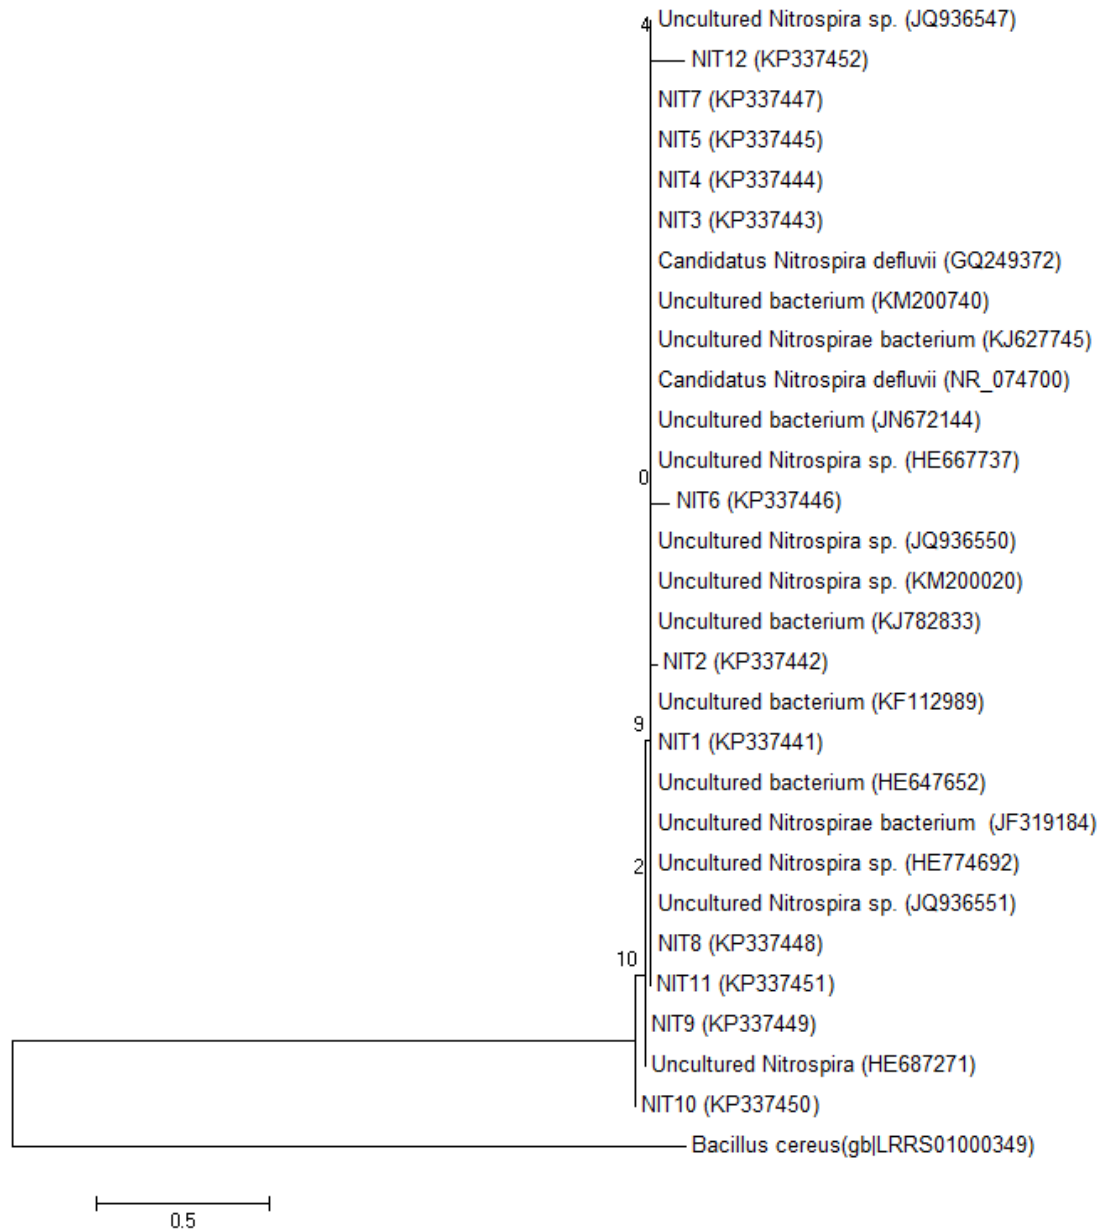 4 Uncultured Nitrospira sp. (JQ936547)
NIT12 (KP337452)
NIT7 (KP337447)
NIT5 (KP337445)
NIT4 (KP337444)
NIT3 (KP337443)
Candidatus Nitrospira defluvii (GQ249372)
Uncultured bacterium (KM200740)
Uncultured Nitrospirae bacterium (KJ627745)
Candidatus Nitrospira defluvii (NR_074700)
Uncultured bacterium (JN672144)
Uncultured Nitrospira sp. (HE667737)
0
NIT6 (KP337446)
Uncultured Nitrospira sp. (JQ936550)
Uncultured Nitrospira sp. (KM200020)
Uncultured bacterium (KJ782833)
NIT2 (KP337442)
Uncultured bacterium (KF112989)
9
NIT1 (KP337441)
Uncultured bacterium (HE647652)
Uncultured Nitrospirae bacterium (JF319184)
2 Uncultured Nitrospira sp. (HE774692)
Uncultured Nitrospira sp. (JQ936551)
NIT8 (KP337448)
10
NIT11 (KP337451)
NIT9 (KP337449)
Uncultured Nitrospira (HE687271)
NIT10 (KP337450)
Bacillus cereus(gb|LRRS01000349)
0.5